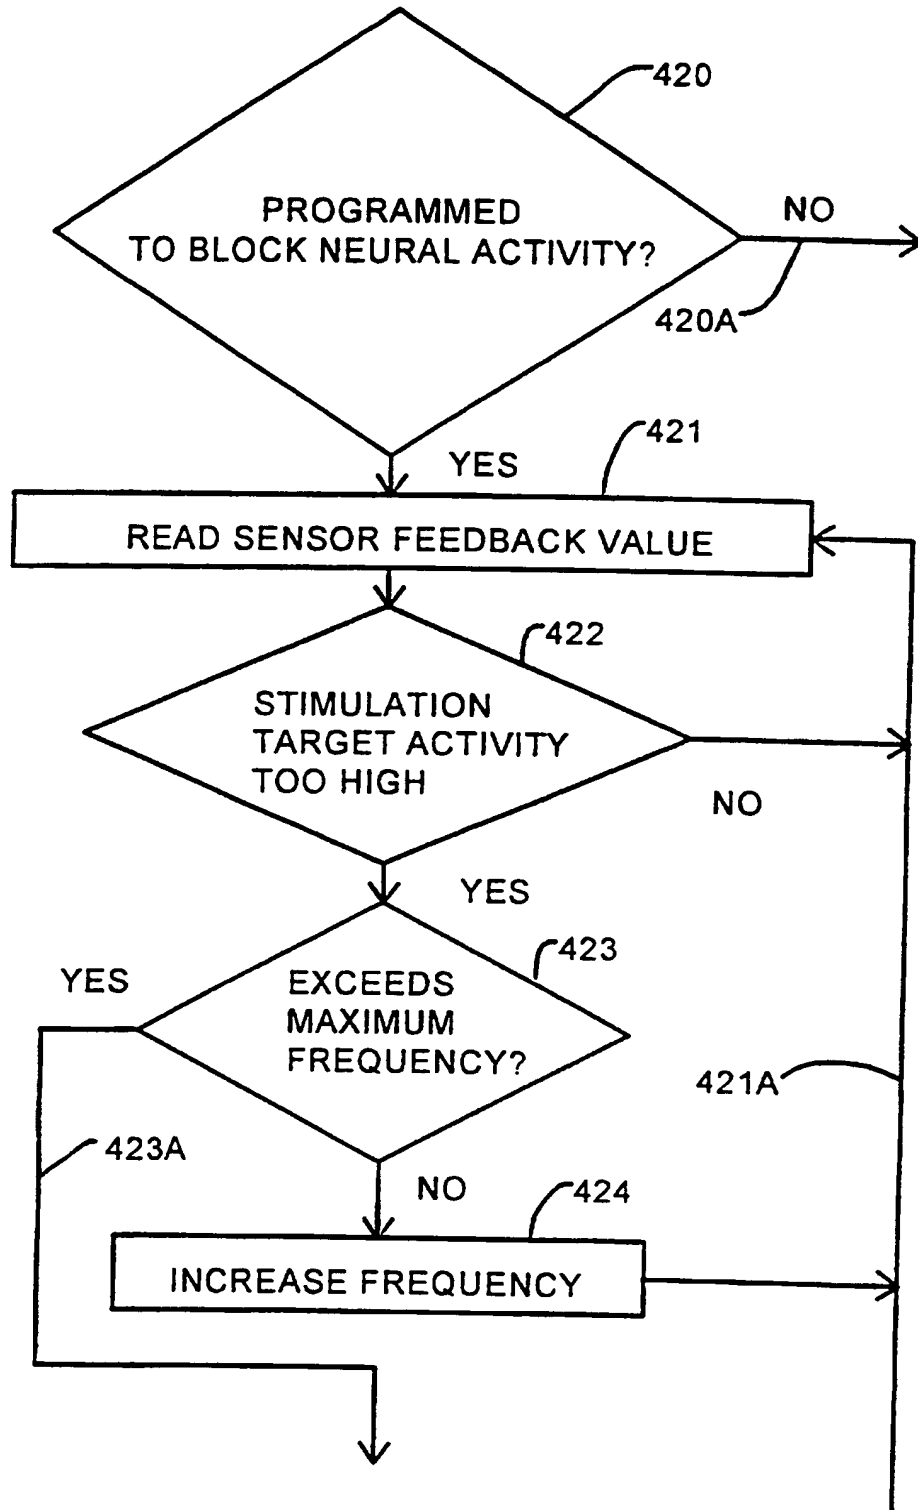 420
PROGRAMMED
TO BLOCK NEURAL ACTIVITY?
NO
420A
421
YES
READ SENSOR FEEDBACK VALUE
422
STIMULATION
TARGET ACTIVITY
TOO HIGH
NO
YES
423
YES
EXCEEDS
MAXIMUM
FREQUENCY?
421A
423A
NO
424
INCREASE FREQUENCY